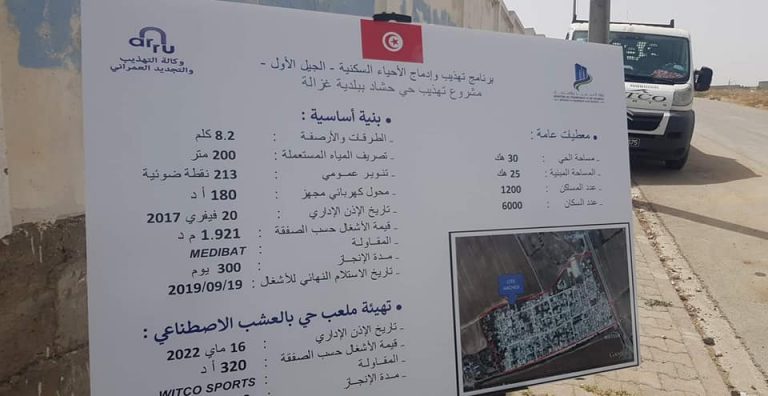 arru
وكالة التهذيب
والتجديد العمراني
برنامج تهذيب وإدماج الأحياء السكنية - الجيل الأول -
مشروع تهذيب حي حشاد ببلدية غزالة
• معطيات عامة :
- مساحة الحي : 30 هك
- المساحة المبنية : 25 هك
- عدد المساكن : 1200
- عدد السكان : 6000
• بنية أساسية :
- الطرقات والأرصفة : 8.2 كلم
- تصريف المياه المستعملة : 200 متر
- تنوير عمومي : 213 نقطة ضوئية
- محول كهربائي مجهز : 180 أ د
- تاريخ الإذن الإداري : 20 فيفري 2017
- قيمة الأشغال حسب الصفقة : 1.921 م د
- المقاولة : MEDIBAT
- مدة الإنجاز : 300 يوم
- تاريخ الاستلام النهائي للأشغال : 2019/09/19
• تهيئة ملعب حي بالعشب الاصطناعي :
- تاريخ الإذن الإداري : 16 ماي 2022
- قيمة الأشغال حسب الصفقة : 320 أ د
- المقاولة : WITCO SPORTS
- مدة الإنجاز
CITE
HACHED